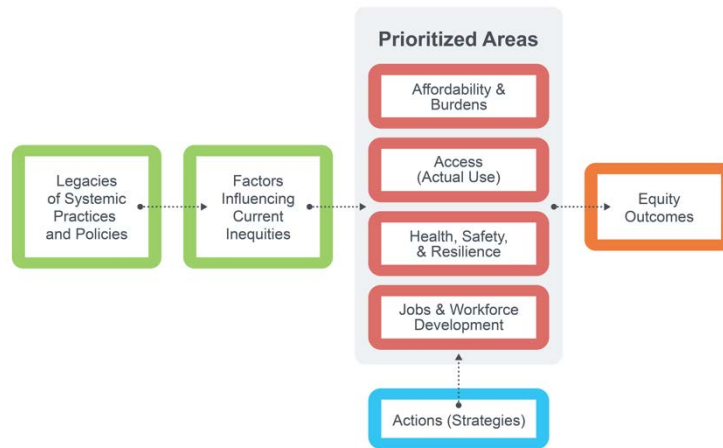 Prioritized Areas
Affordability &
Burdens
Access
(Actual Use)
Health, Safety,
& Resilience
Jobs & Workforce
Development
Legacies
of Systemic
Practices
and Policies
Factors
Influencing
Current
Inequities
Equity
Outcomes
Actions (Strategies)